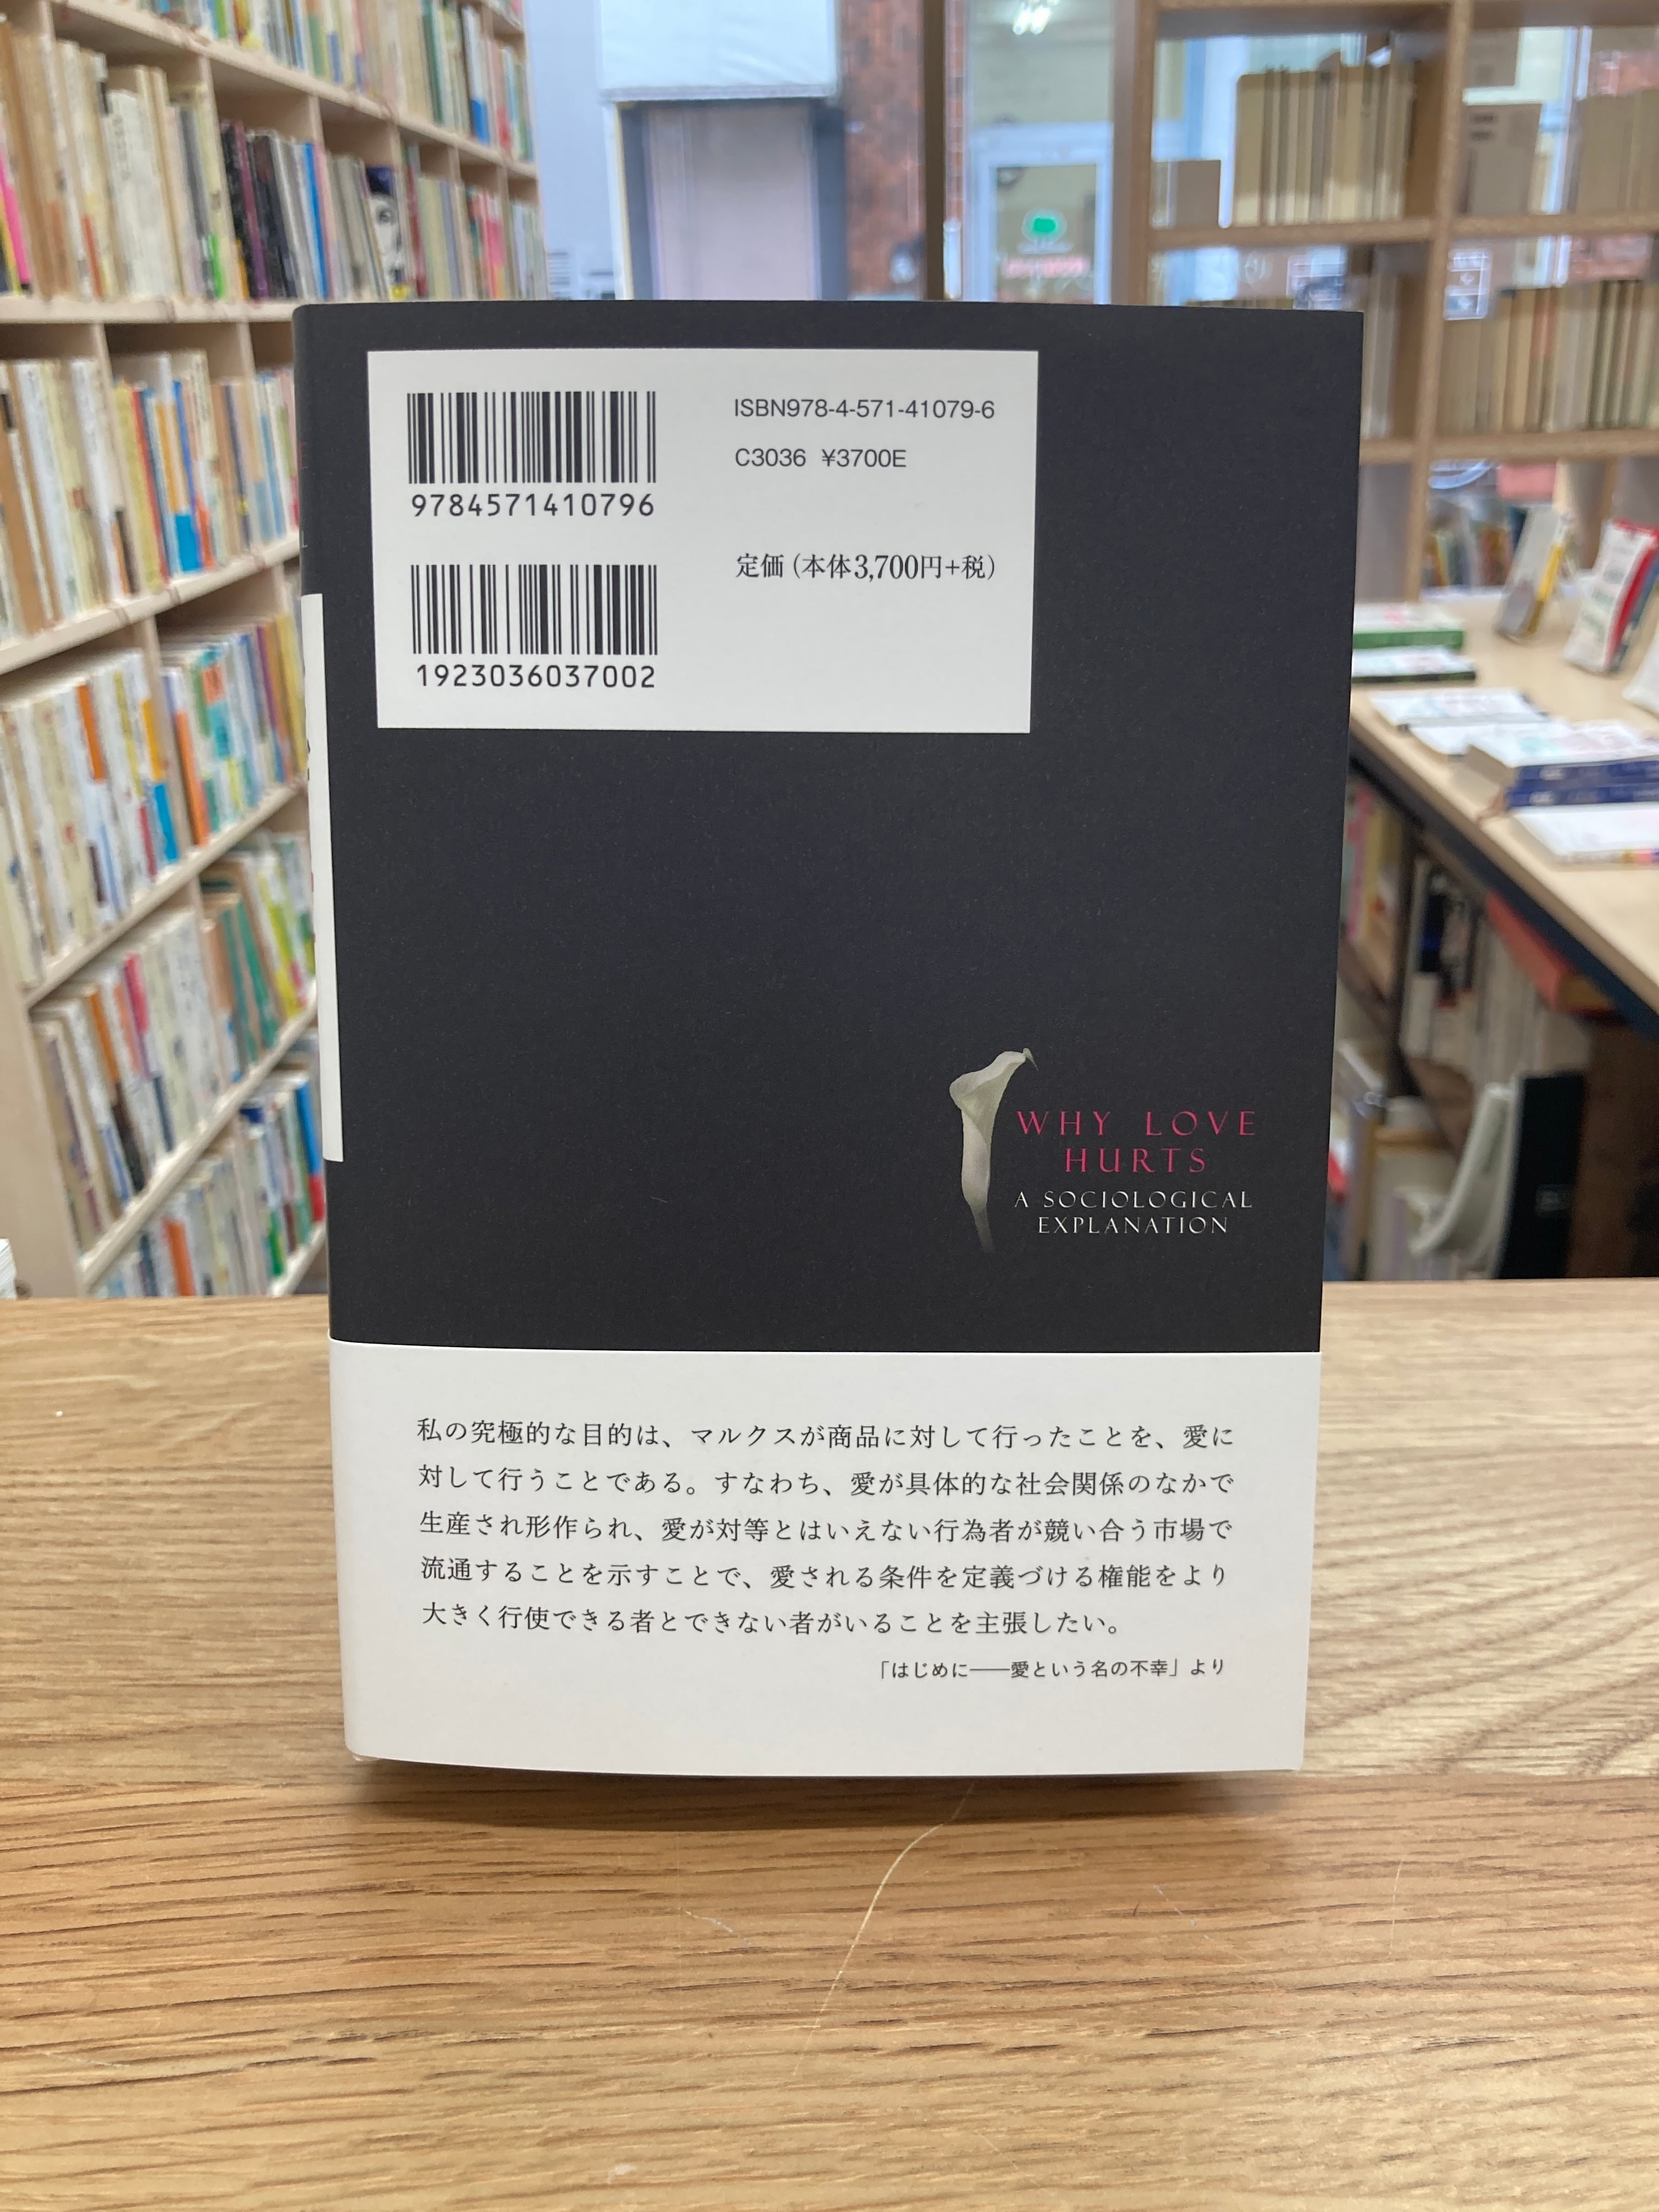 9784571410796
ISBN978-4-571-41079-6
C3036 ¥3700E
1923036037002
定価（本体3,700円+税）
WHY LOVE
HURTS
A SOCIOLOGICAL
EXPLANATION
私の究極的な目的は、マルクスが商品に対して行ったことを、愛に
対して行うことである。すなわち、愛が具体的な社会関係のなかで
生産され形作られ、愛が対等とはいえない行為者が競い合う市場で
流通することを示すことで、愛される条件を定義づける権能をより
大きく行使できる者とできない者がいることを主張したい。
「はじめに――愛という名の不幸」より